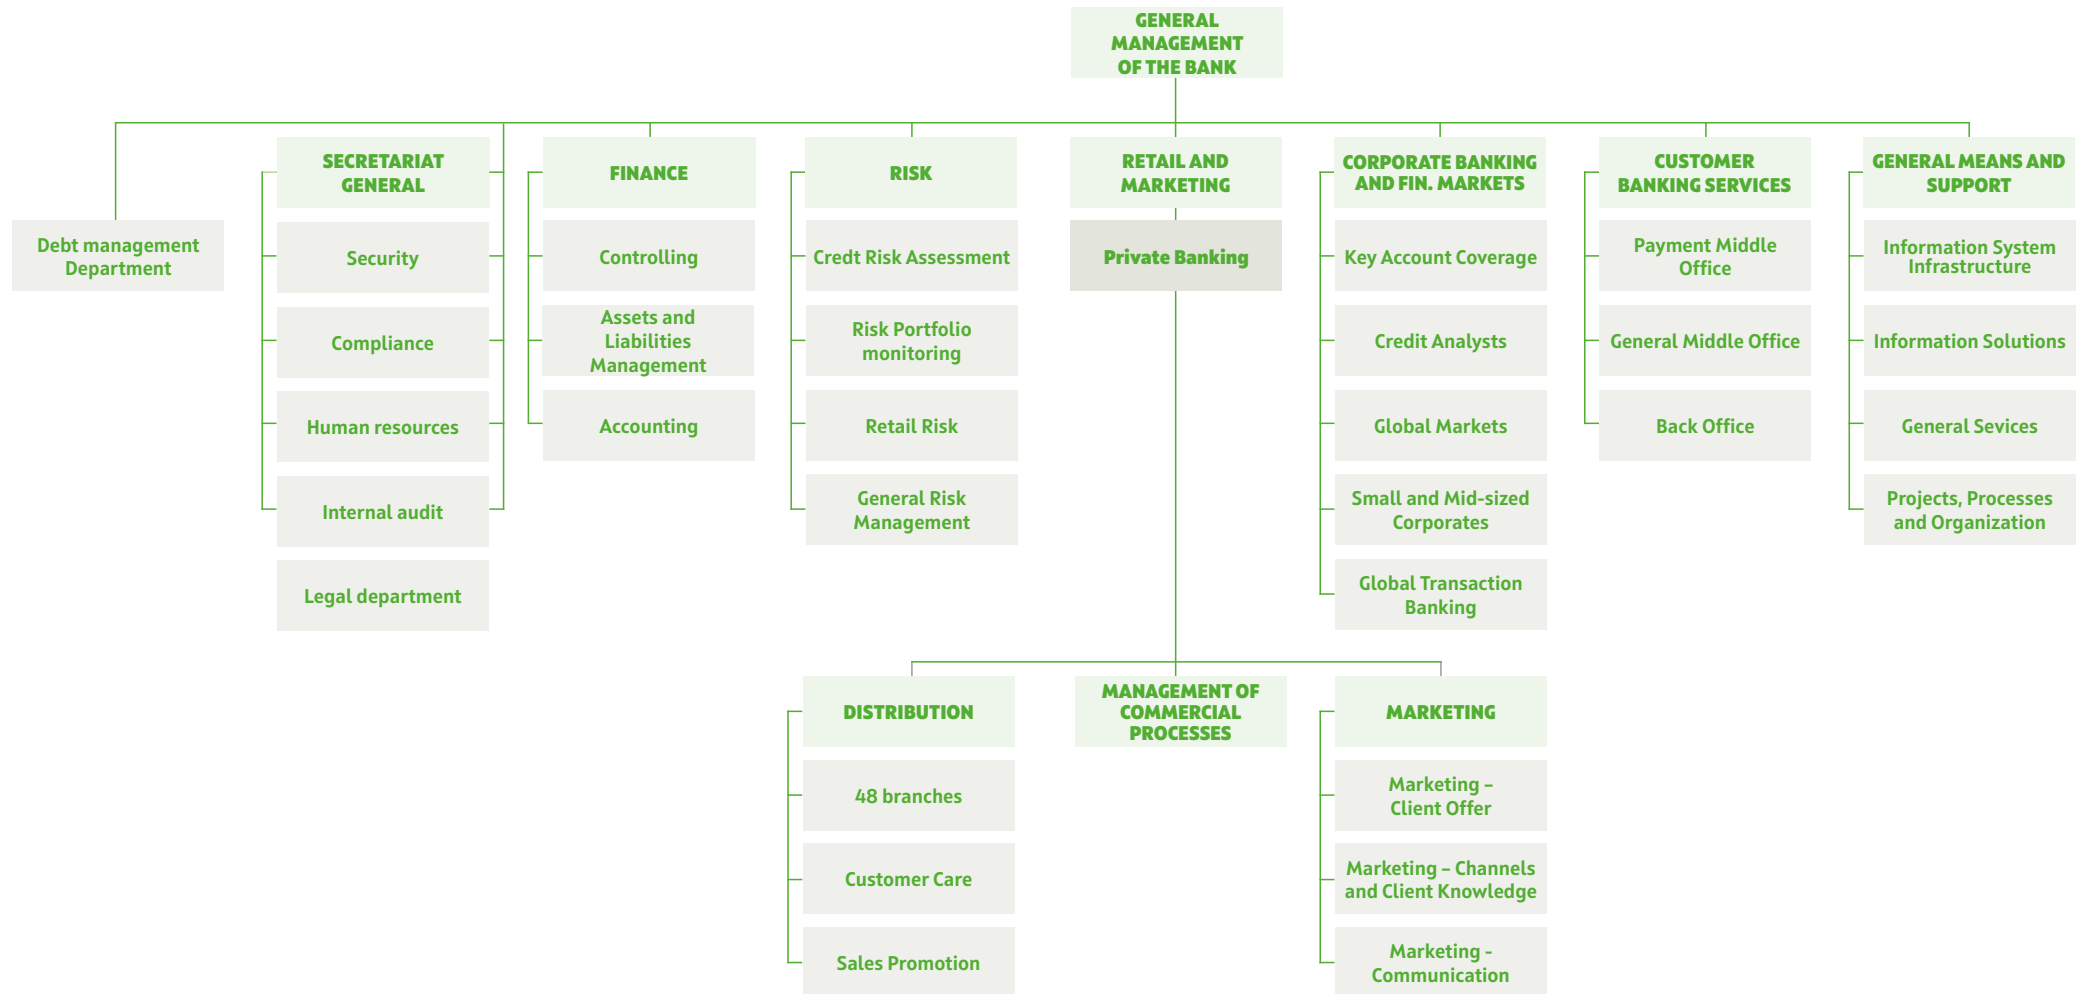 GENERAL
MANAGEMENT
OF THE BANK
Debt management
Department
SECRETARIAT
GENERAL
Security
Compliance
Human resources
Internal audit
Legal department
FINANCE
Controlling
Assets and
Liabilities
Management
Accounting
RISK
Credt Risk Assessment
Risk Portfolio
monitoring
Retail Risk
General Risk
Management
RETAIL AND
MARKETING
Private Banking
CORPORATE BANKING
AND FIN. MARKETS
Key Account Coverage
Credit Analysts
Global Markets
Small and Mid-sized
Corporates
Global Transaction
Banking
CUSTOMER
BANKING SERVICES
Payment Middle
Office
General Middle Office
Back Office
GENERAL MEANS AND
SUPPORT
Information System
Infrastructure
Information Solutions
General Sevices
Projects, Processes
and Organization
DISTRIBUTION
48 branches
Customer Care
Sales Promotion
MANAGEMENT OF
COMMERCIAL
PROCESSES
MARKETING
Marketing –
Client Offer
Marketing – Channels
and Client Knowledge
Marketing -
Communication